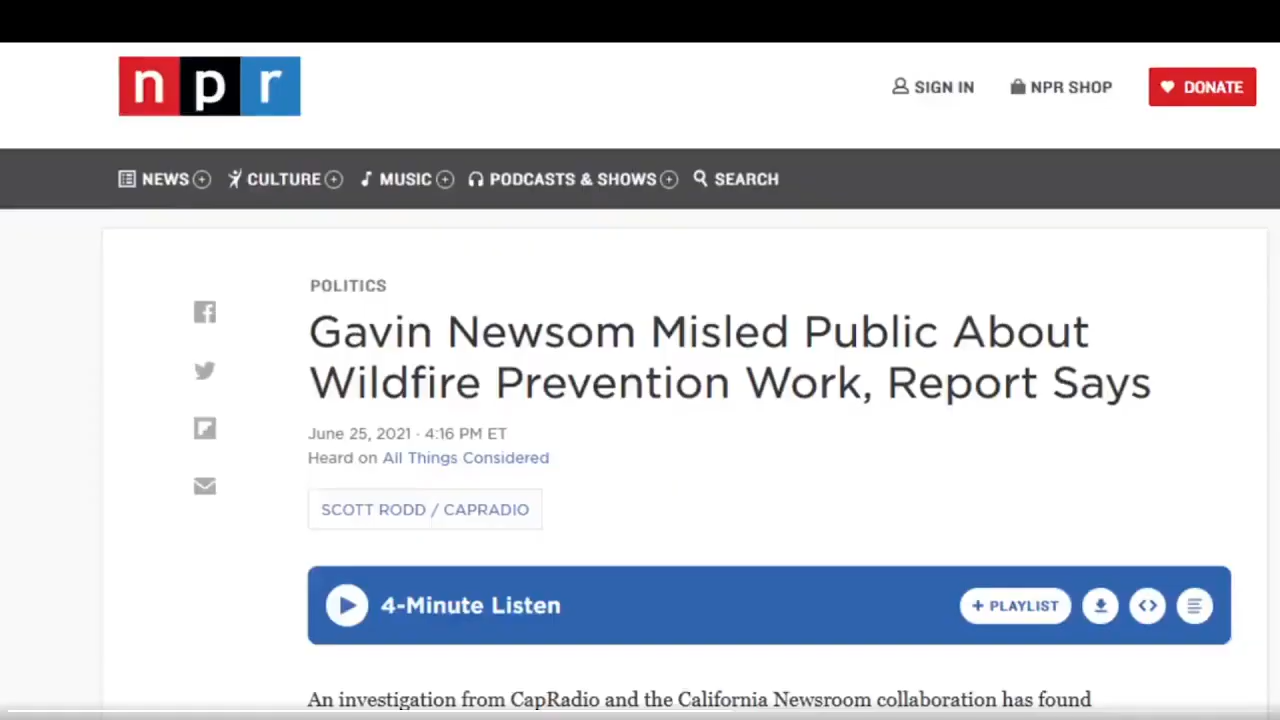 npr
SIGN IN
NPR SHOP
DONATE
NEWS
CULTURE
MUSIC
PODCASTS & SHOWS
SEARCH
POLITICS
Gavin Newsom Misled Public About
Wildfire Prevention Work, Report Says
June 25, 2021 · 4:16 PM ET
Heard on All Things Considered
SCOTT RODD / CAPRADIO
4-Minute Listen
+ PLAYLIST
An investigation from CapRadio and the California Newsroom collaboration has found